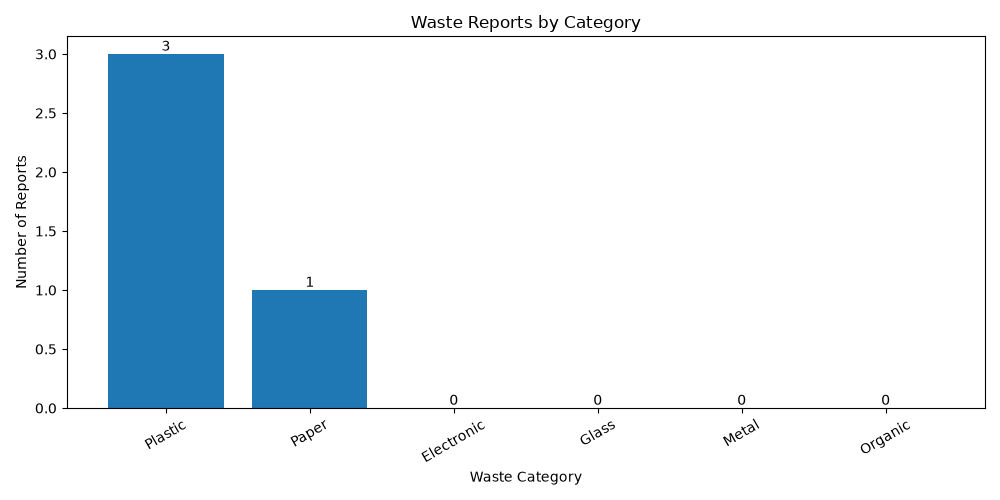 Waste Reports by Category
3
1
0
0
0
0
3.0
2.5
2.0
1.5
1.0
0.5
0.0
Number of Reports
Plastic
Paper
Electronic
Glass
Metal
Organic
Waste Category